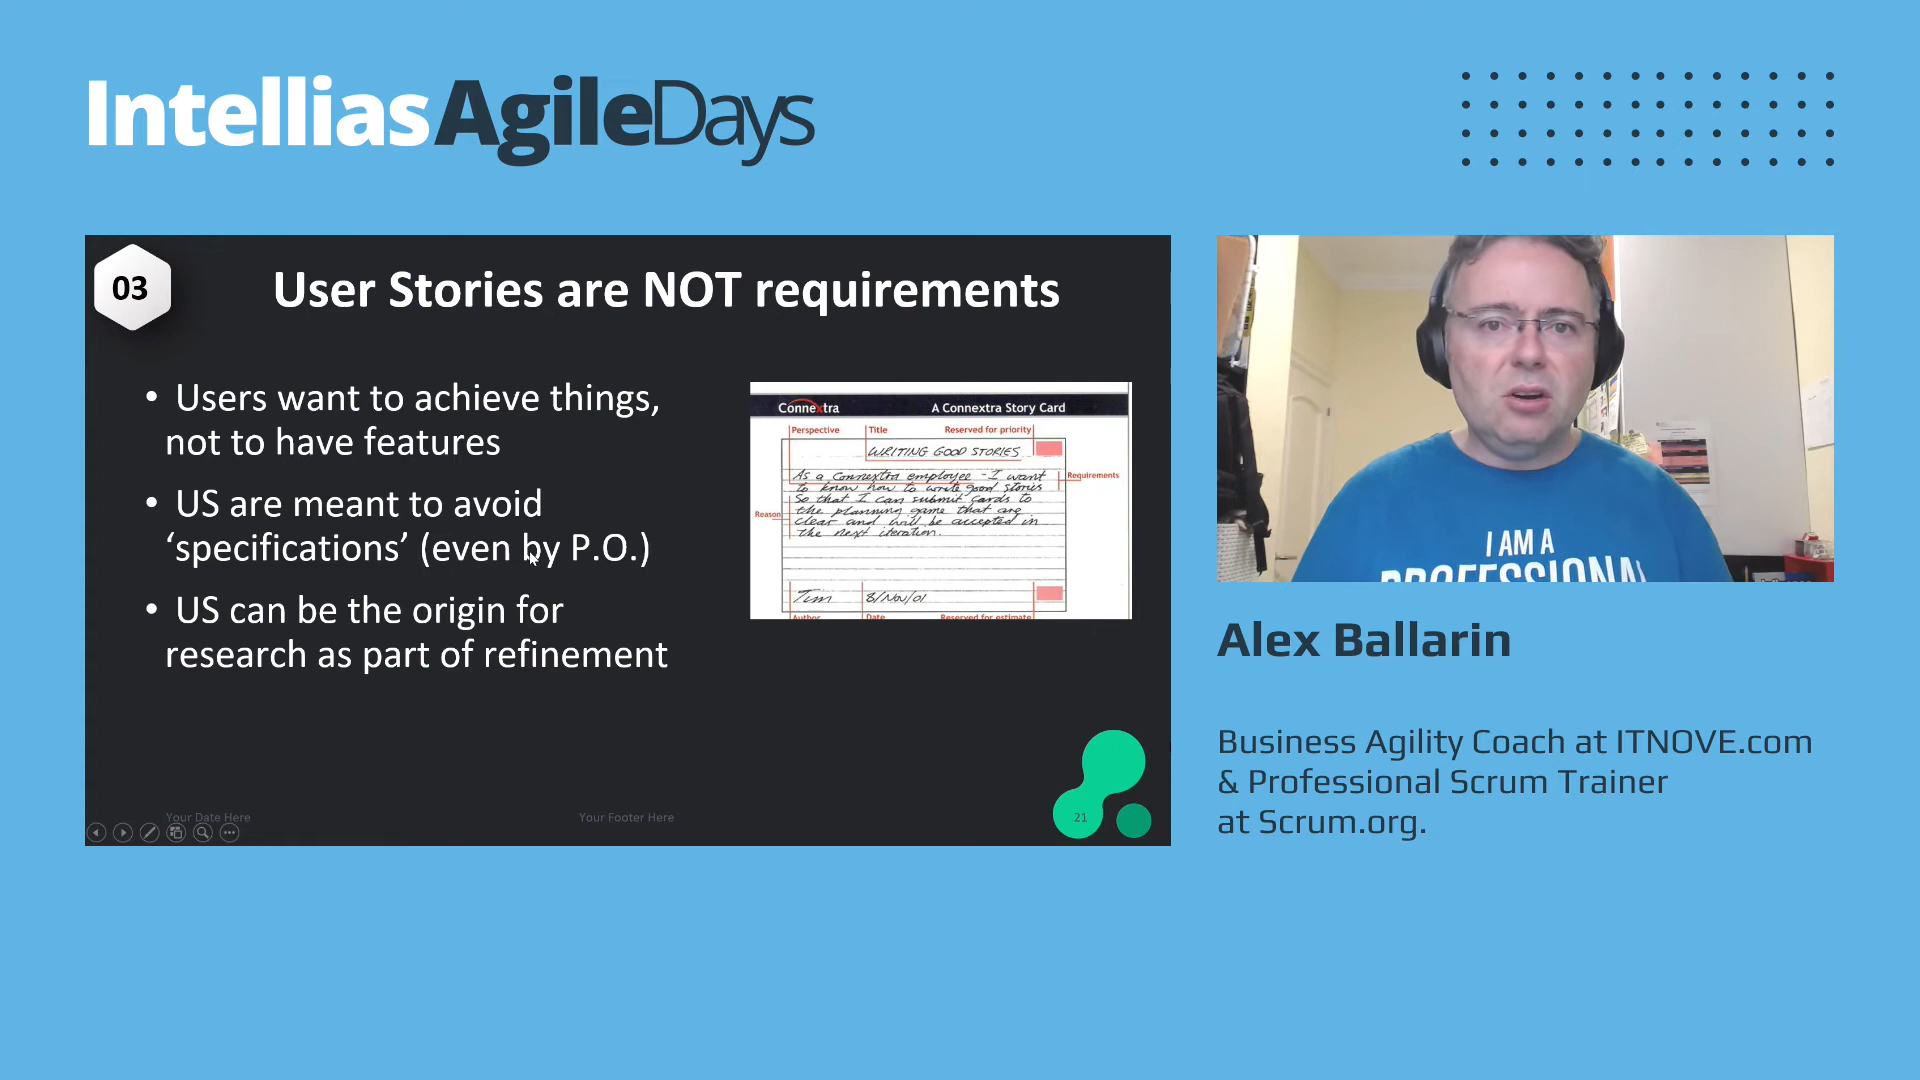 Intellias AgileDays
03
User Stories are NOT requirements
• Users want to achieve things,
not to have features
• US are meant to avoid
‘specifications’ (even by P.O.)
• US can be the origin for
research as part of refinement
Connextra
A Connextra Story Card
Perspective
Title
Reserved for priority
WRITING GOOD STORIES
As a Connextra employee - I want
to know how to write good stories
So that I can submit cards to
the planning game that are
clear and will be accepted in
the next iteration.
Requirements
Reason
Tim
8/Nov/01
Author
Date
Reserved for estimate
Your Date Here
Your Footer Here
21
I AM A
PROFESSIONAL
Alex Ballarin
Business Agility Coach at ITNOVE.com
& Professional Scrum Trainer
at Scrum.org.